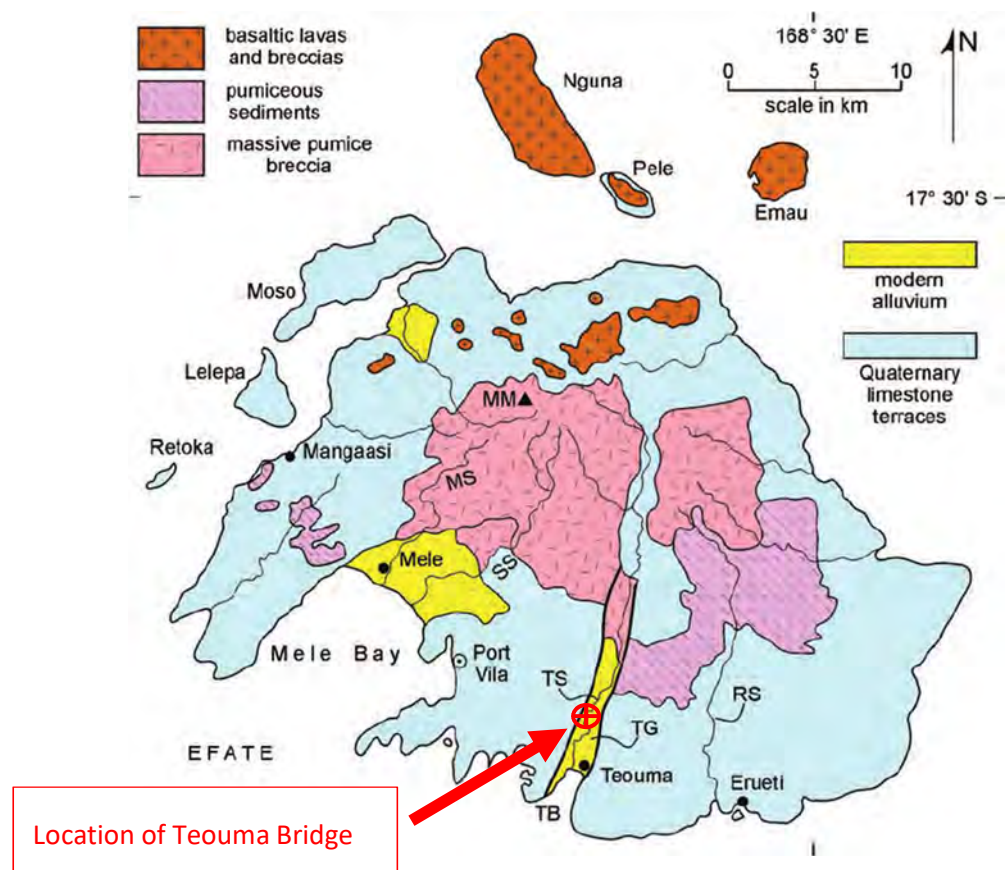 basaltic lavas
and breccias
pumiceous
sediments
massive pumice
breccia
168° 30' E
N
0 5 10
scale in km
Nguna
Pele
Emau
17° 30' S
modern
alluvium
Quaternary
limestone
terraces
Moso
Lelepa
Retoka
Mangaasi
MM
MS
Mele
SS
Mele Bay
Port
Vila
TS
RS
TG
EFATE
Teouma
Erueti
TB
Location of Teouma Bridge